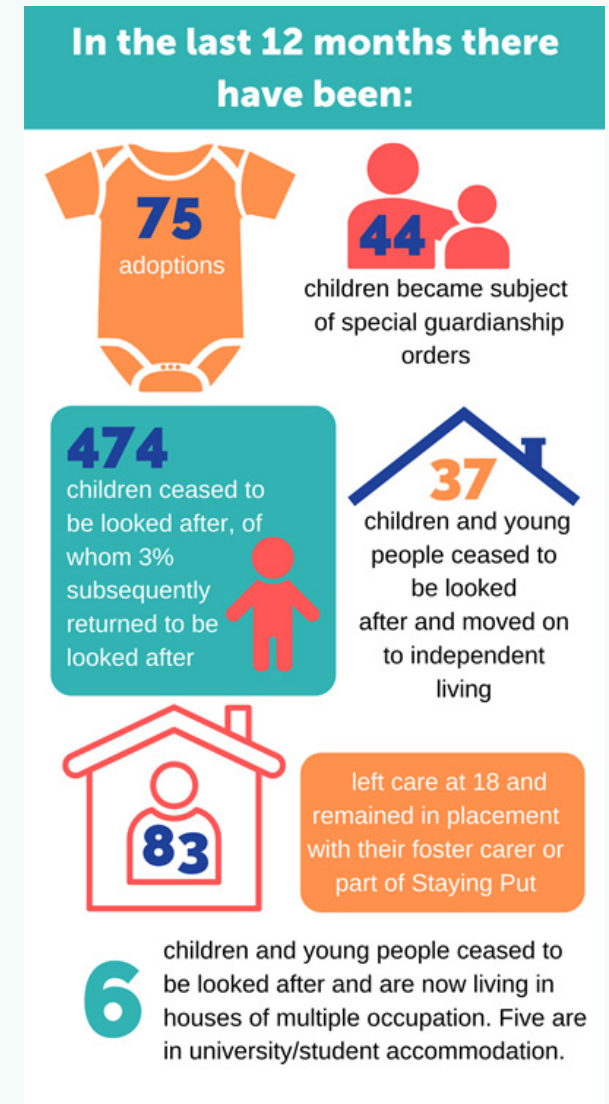 In the last 12 months there
have been:
75
adoptions
44
children became subject
of special guardianship
orders
474
children ceased to
be looked after, of
whom 3%
subsequently
returned to be
looked after
37
children and young
people ceased to
be looked
after and moved on
to independent
living
83
left care at 18 and
remained in placement
with their foster carer or
part of Staying Put
6
children and young people ceased to
be looked after and are now living in
houses of multiple occupation. Five are
in university/student accommodation.